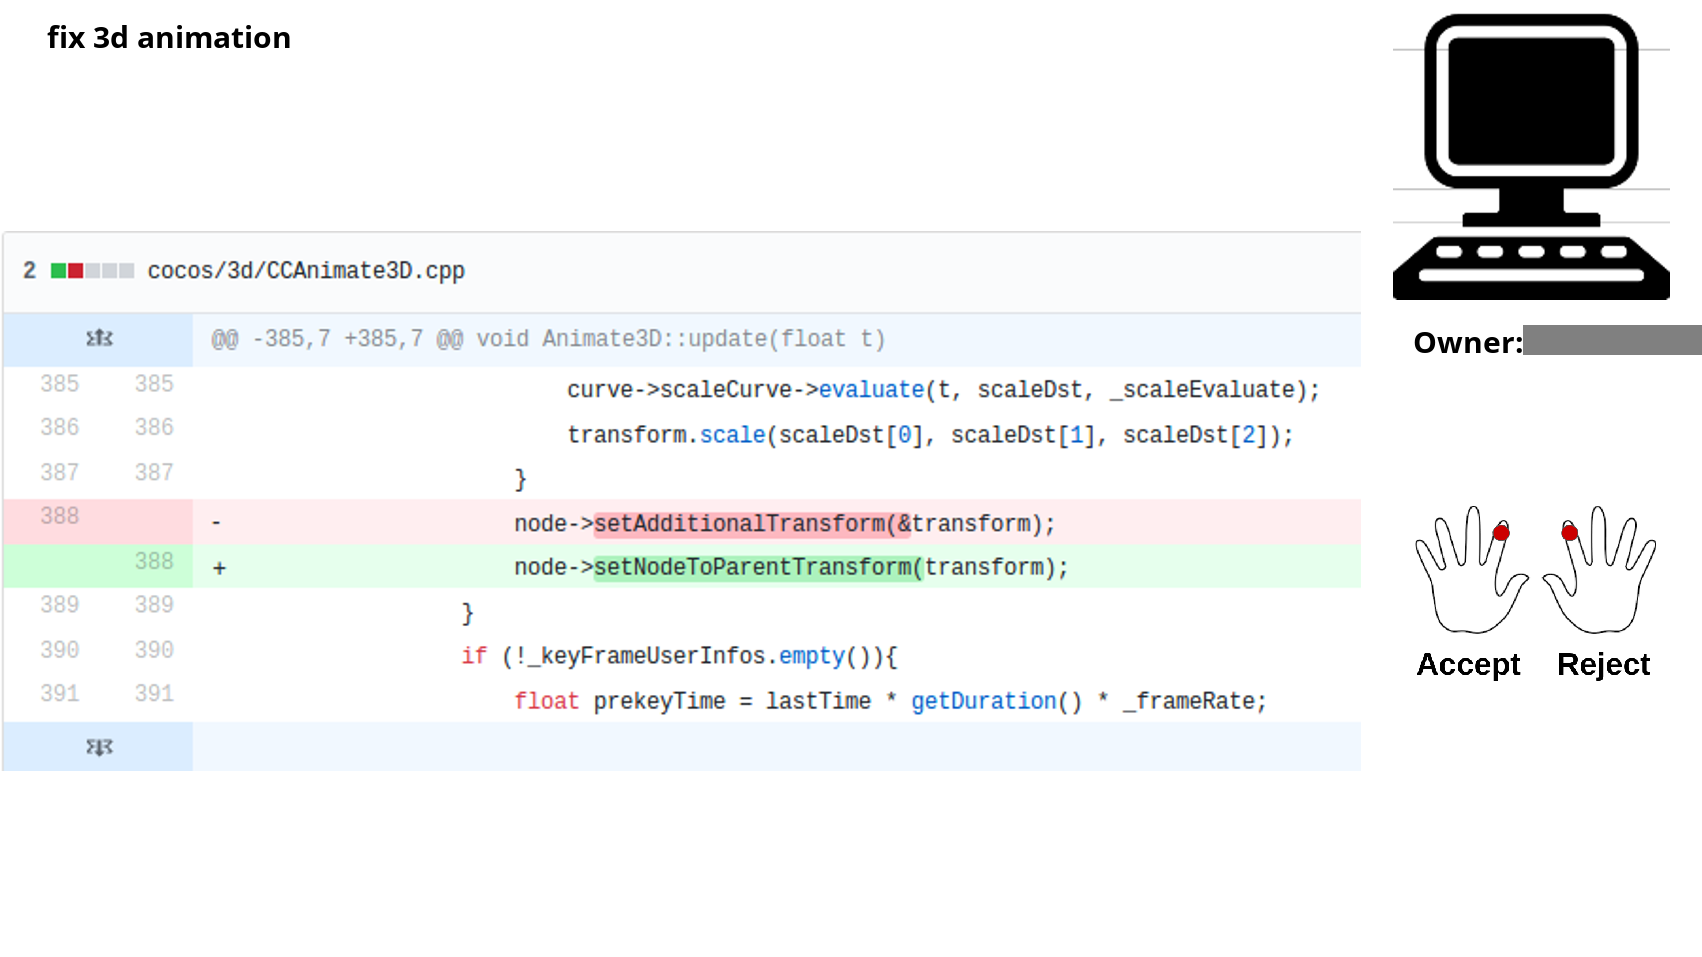 fix 3d animation
2 cocos/3d/CCAnimate3D.cpp
@@ -385,7 +385,7 @@ void Animate3D::update(float t)
385 385 curve->scaleCurve->evaluate(t, scaleDst, _scaleEvaluate);
386 386 transform.scale(scaleDst[0], scaleDst[1], scaleDst[2]);
387 387 }
388 - node->setAdditionalTransform(&transform);
388 + node->setNodeToParentTransform(transform);
389 389 }
390 390 if (!_keyFrameUserInfos.empty()){
391 391 float prekeyTime = lastTime * getDuration() * _frameRate;
Owner:
Accept Reject